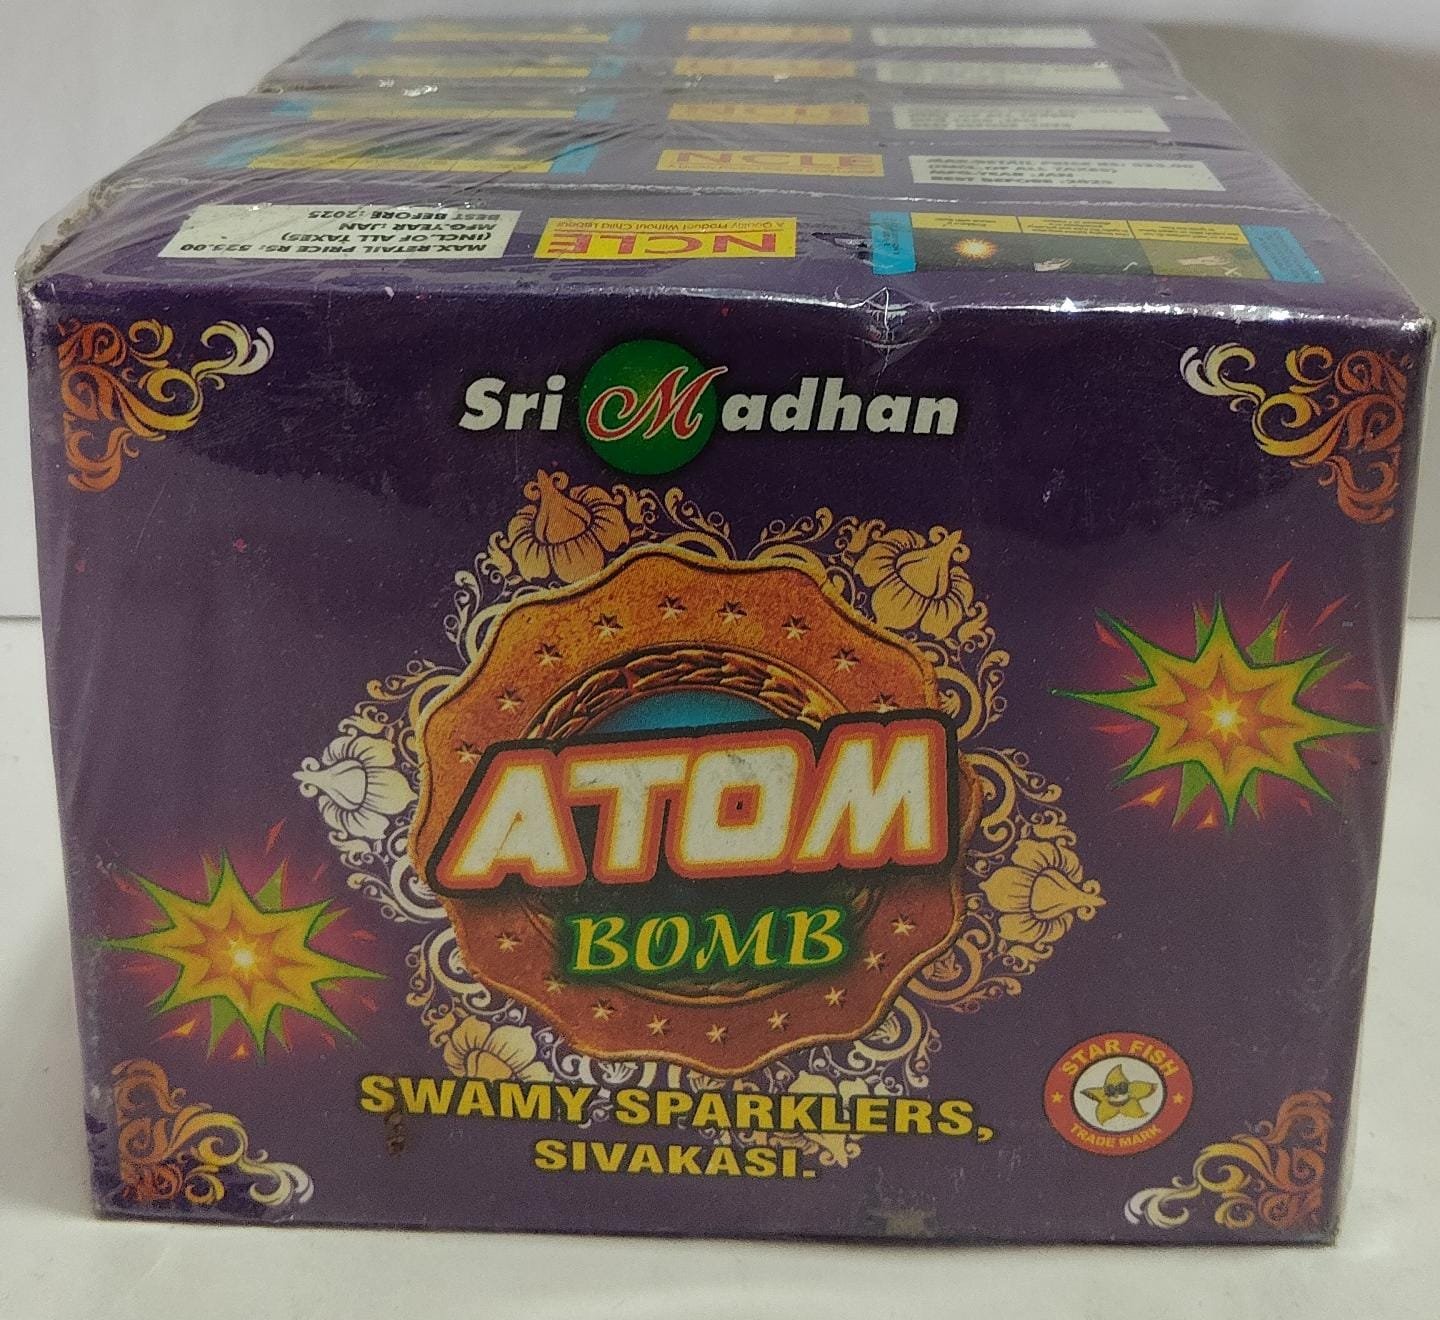 MAX.RETAIL PRICE RS: 525.00
(INCL.OF ALL TAXES)
MFG.YEAR :JAN
BEST BEFORE :2025
NCLE
A Quality Product Without Child Labour
NCLE
Sri Madhan
ATOM
BOMB
SWAMY SPARKLERS,
SIVAKASI.
STAR FISH
TRADE MARK